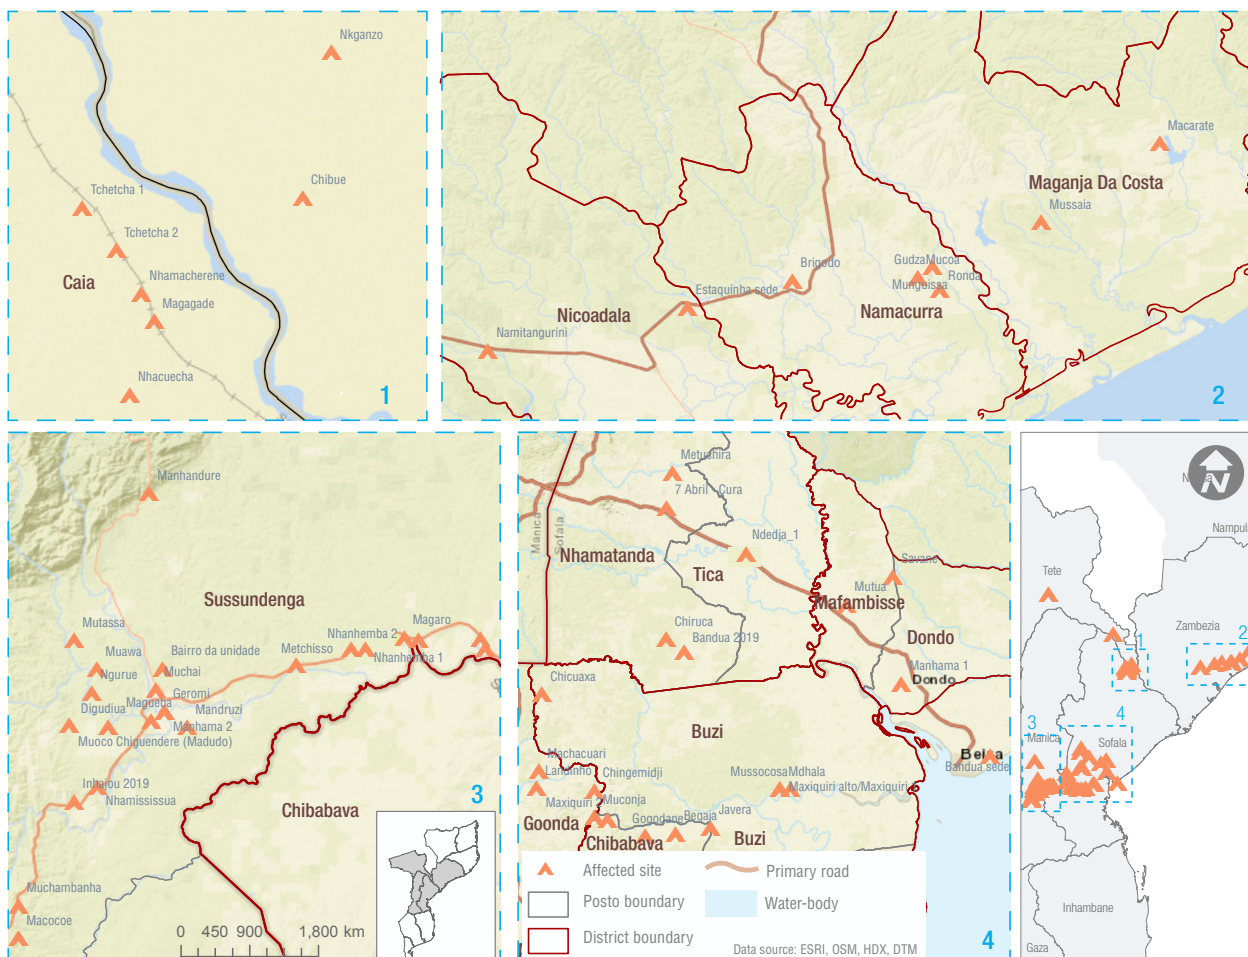 Nkganzo
Chibue
Tchetcha 1
Tchetcha 2
Nhamacherene
Caia
Magagade
Nhacuecha
1
Macarate
Maganja Da Costa
Mussaia
Brigodo
GudzaMucoa
Ronda
Munguissa
Estaquinha sede
Nicoadala
Namacurra
Namitangurini
2
Manhandure
Sussundenga
Mutassa
Muawa
Bairro da unidade
Metchisso
Nhanhemba 2
Magaro
Nhanhemba 1
Ngurue
Muchai
Geromi
Digudiua
Magueba
Mandruzi
Manhama 2
Muoco Chiguendere (Madudo)
Inhajou 2019
Nhamississua
Chibabava
3
Muchambanha
Macocoe
0 450 900 1,800 km
Metuchira
7 Abril - Cura
Manica
Sofala
Ndedja_1
Nhamatanda
Tica
Savane
Mutua
Mafambisse
Dondo
Chiruca
Bandua 2019
Manhama 1
Dondo
Chicuaxa
Buzi
Bandua sede
Machacuari
Landinho
Chingemidji
MussocosaMdhala
Maxiquiri alto/Maxiquiri
Maxiquiri 2
Muconja
Goonda
Gogodane
Begaja
Javera
Chibabava
Buzi
Affected site
Primary road
Posto boundary
Water-body
District boundary
Data source: ESRI, OSM, HDX, DTM
4
N
Nampula
Tete
Zambezia
1
2
3
4
Manica
Sofala
Inhambane
Gaza